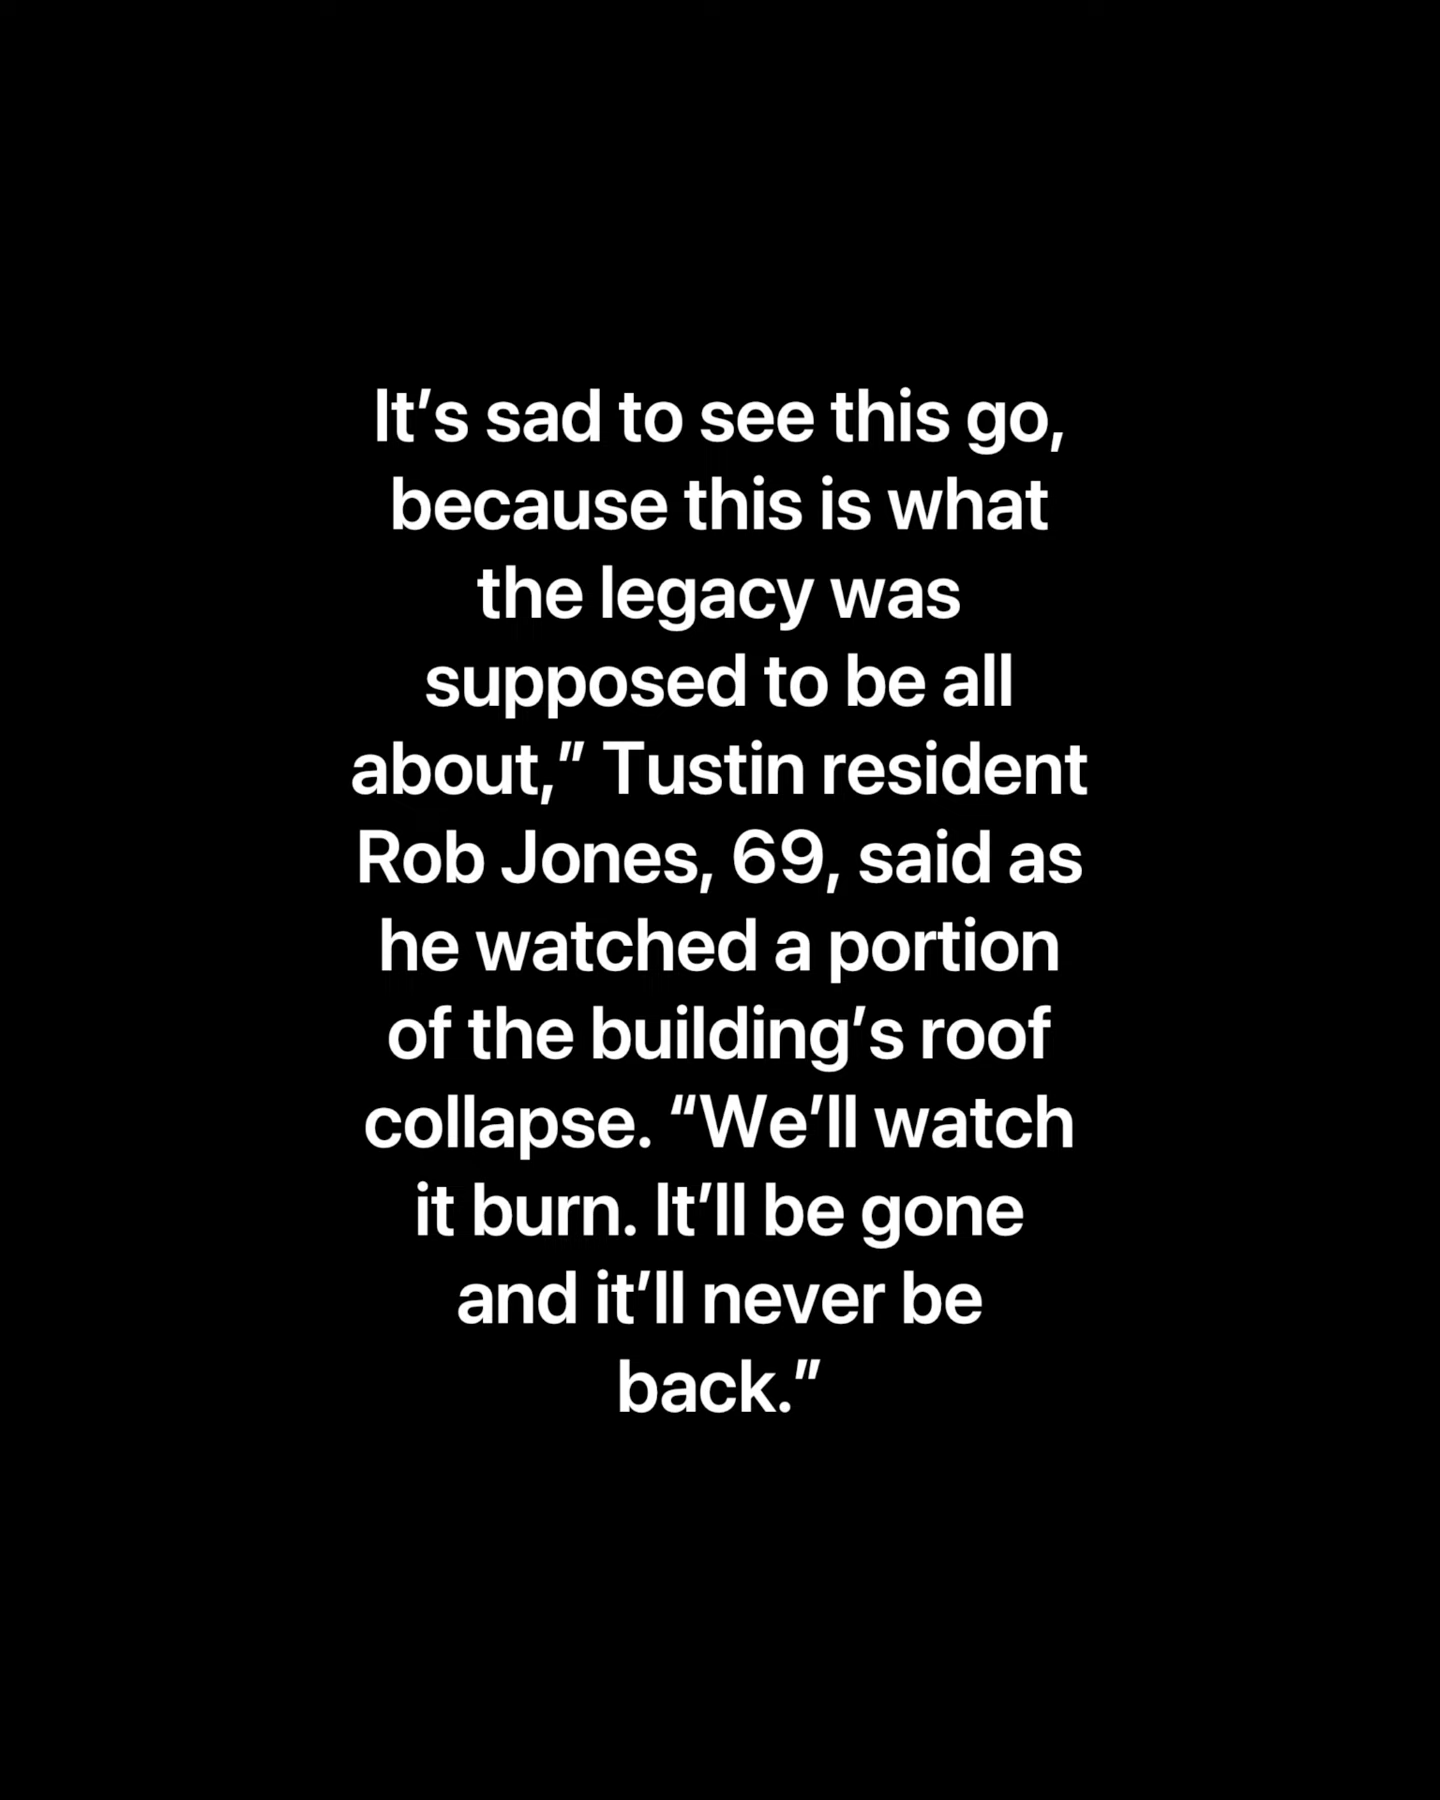 It’s sad to see this go,
because this is what
the legacy was
supposed to be all
about,” Tustin resident
Rob Jones, 69, said as
he watched a portion
of the building’s roof
collapse. “We’ll watch
it burn. It’ll be gone
and it’ll never be
back.”